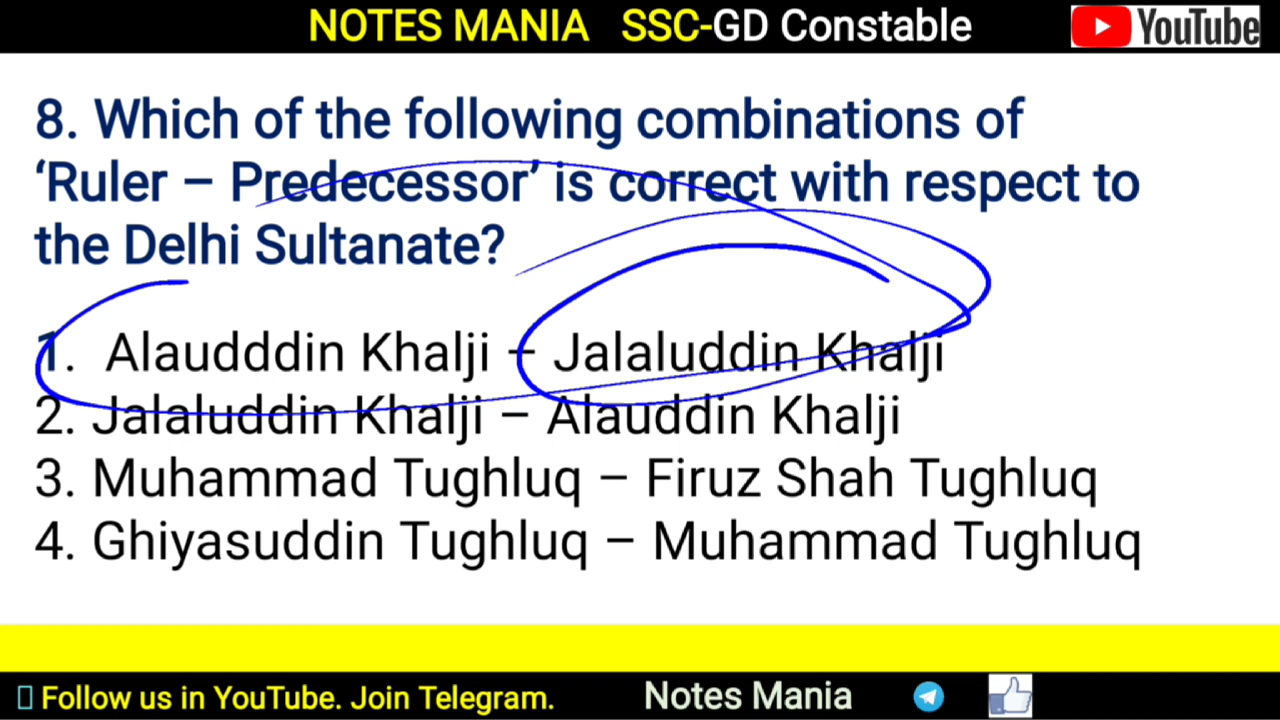 NOTES MANIA SSC-GD Constable YouTube
8. Which of the following combinations of
‘Ruler – Predecessor’ is correct with respect to
the Delhi Sultanate?
1. Alaudddin Khalji – Jalaluddin Khalji
2. Jalaluddin Khalji – Alauddin Khalji
3. Muhammad Tughluq – Firuz Shah Tughluq
4. Ghiyasuddin Tughluq – Muhammad Tughluq
Follow us in YouTube. Join Telegram. Notes Mania